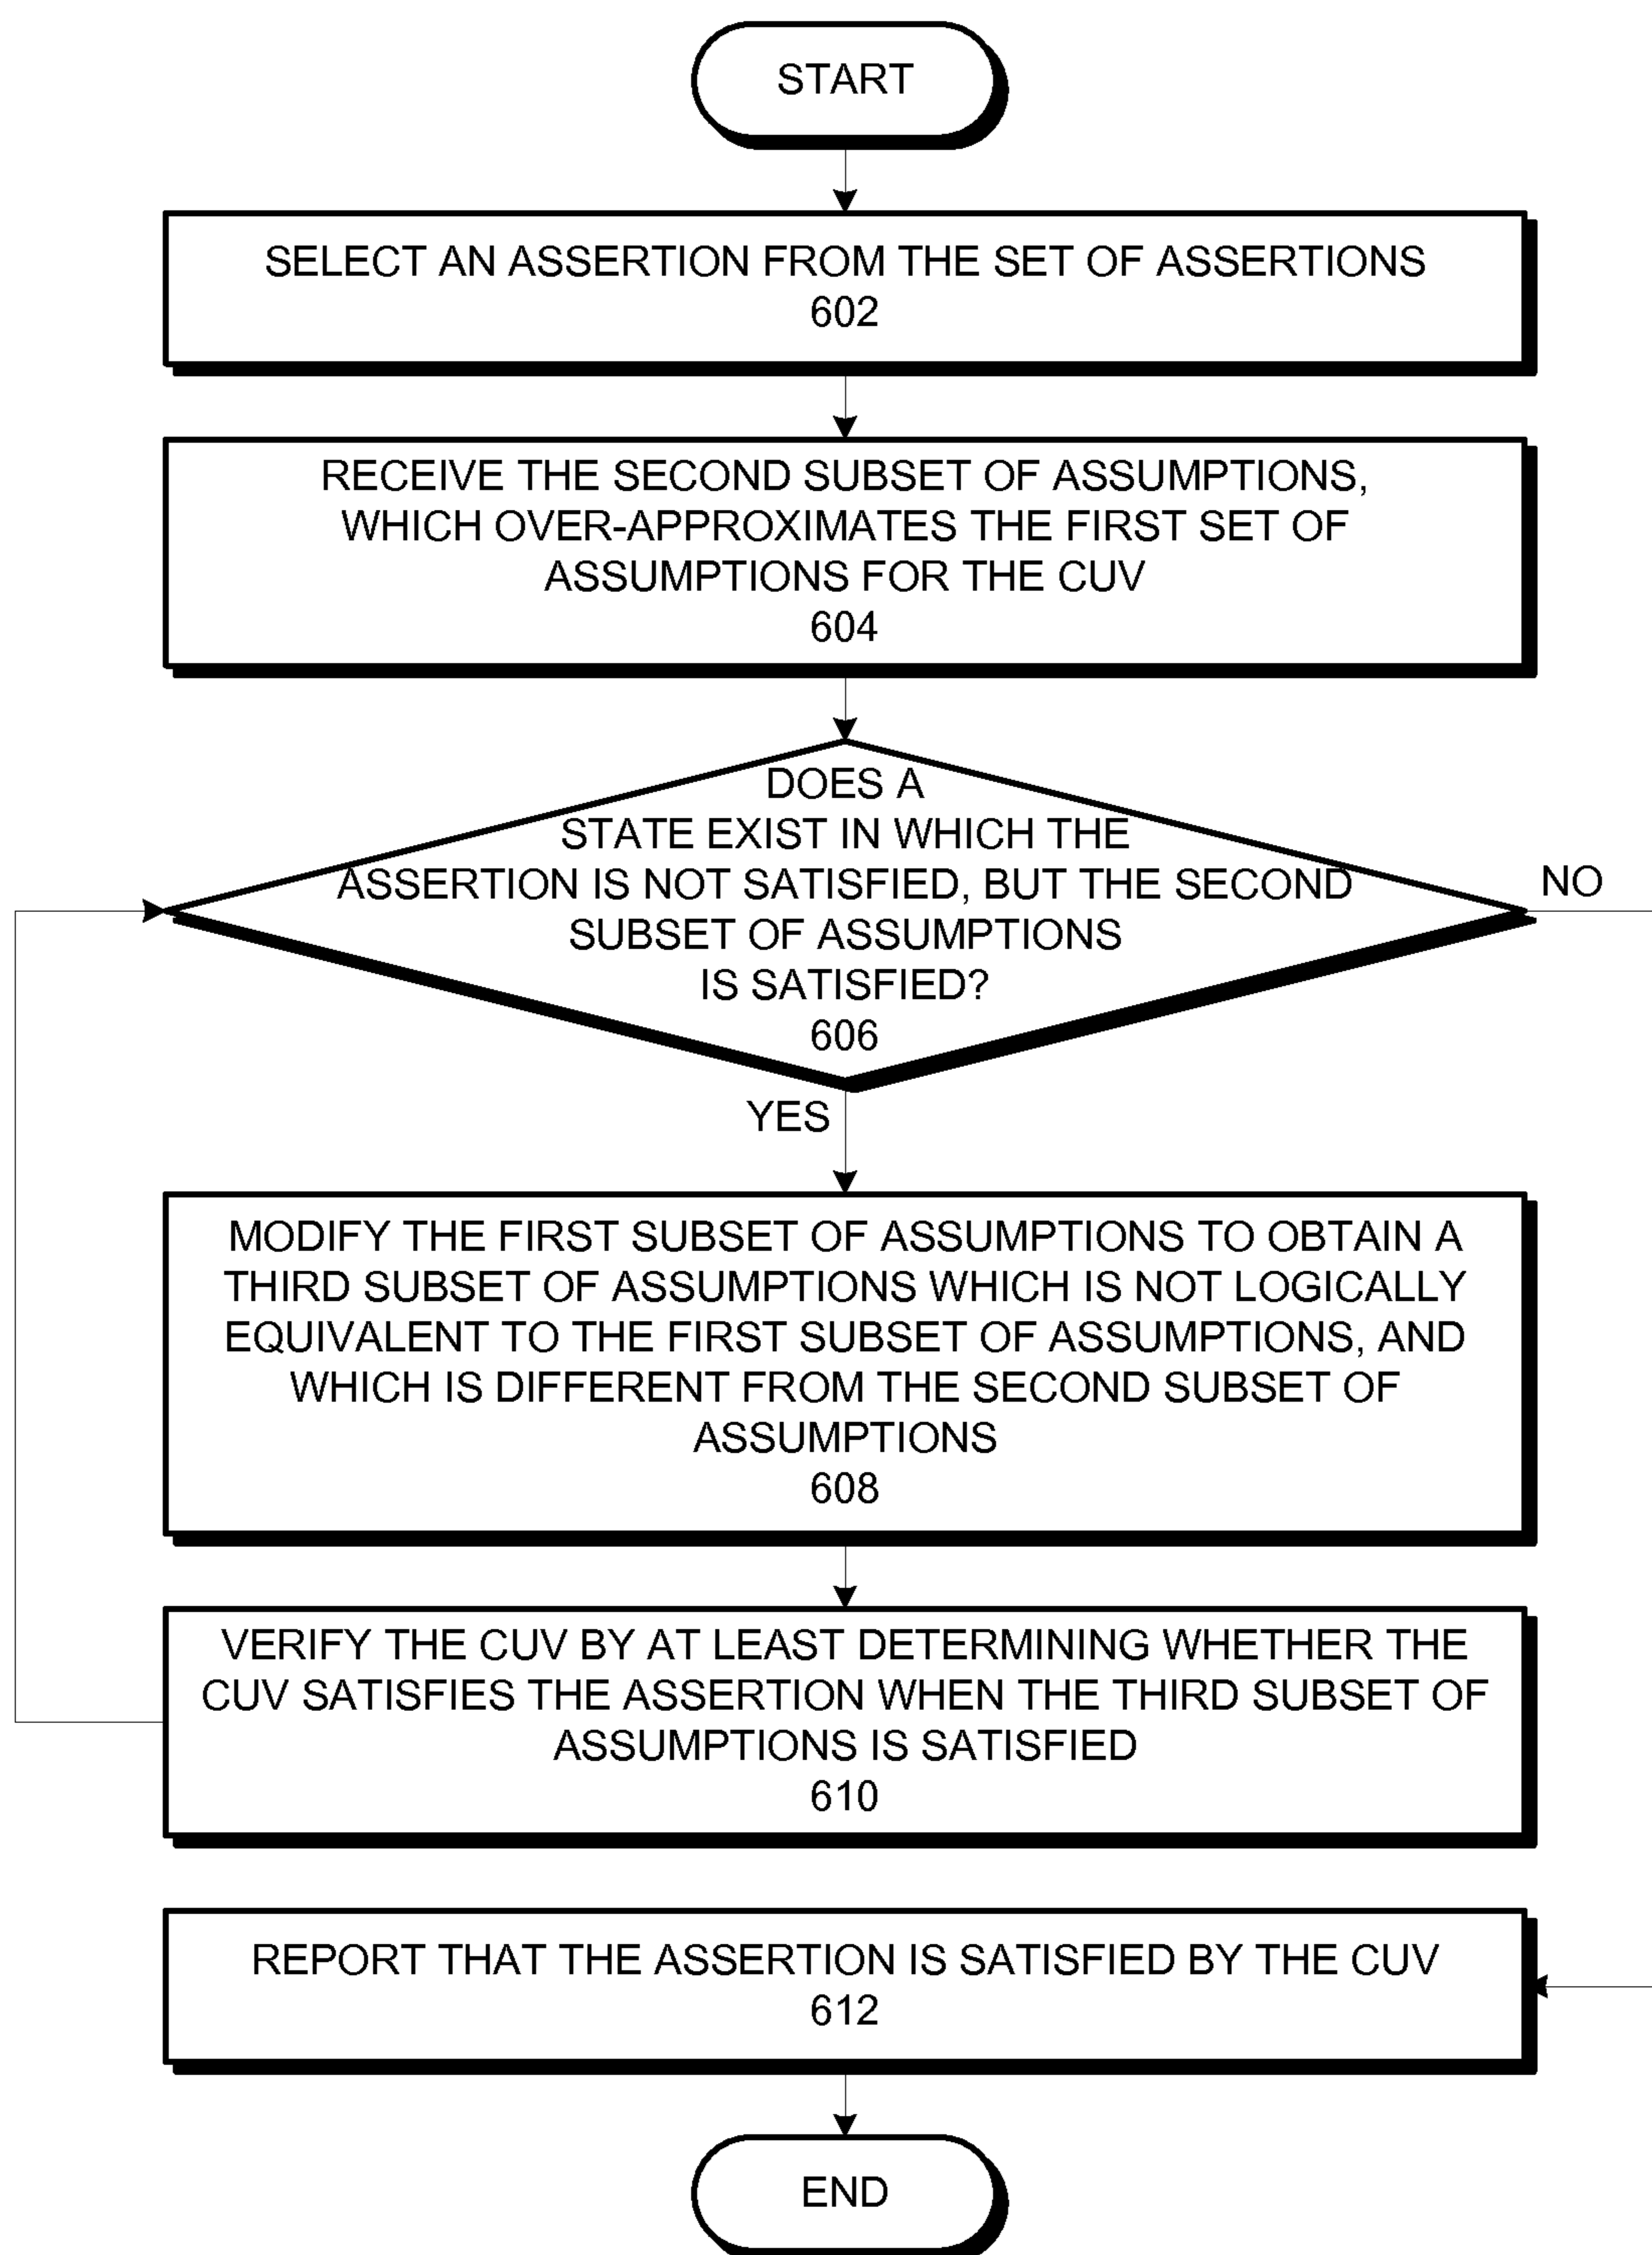 START
SELECT AN ASSERTION FROM THE SET OF ASSERTIONS
602
RECEIVE THE SECOND SUBSET OF ASSUMPTIONS,
WHICH OVER-APPROXIMATES THE FIRST SET OF
ASSUMPTIONS FOR THE CUV
604
DOES A
STATE EXIST IN WHICH THE
ASSERTION IS NOT SATISFIED, BUT THE SECOND
SUBSET OF ASSUMPTIONS
IS SATISFIED?
606
NO
YES
MODIFY THE FIRST SUBSET OF ASSUMPTIONS TO OBTAIN A
THIRD SUBSET OF ASSUMPTIONS WHICH IS NOT LOGICALLY
EQUIVALENT TO THE FIRST SUBSET OF ASSUMPTIONS, AND
WHICH IS DIFFERENT FROM THE SECOND SUBSET OF
ASSUMPTIONS
608
VERIFY THE CUV BY AT LEAST DETERMINING WHETHER THE
CUV SATISFIES THE ASSERTION WHEN THE THIRD SUBSET OF
ASSUMPTIONS IS SATISFIED
610
REPORT THAT THE ASSERTION IS SATISFIED BY THE CUV
612
END